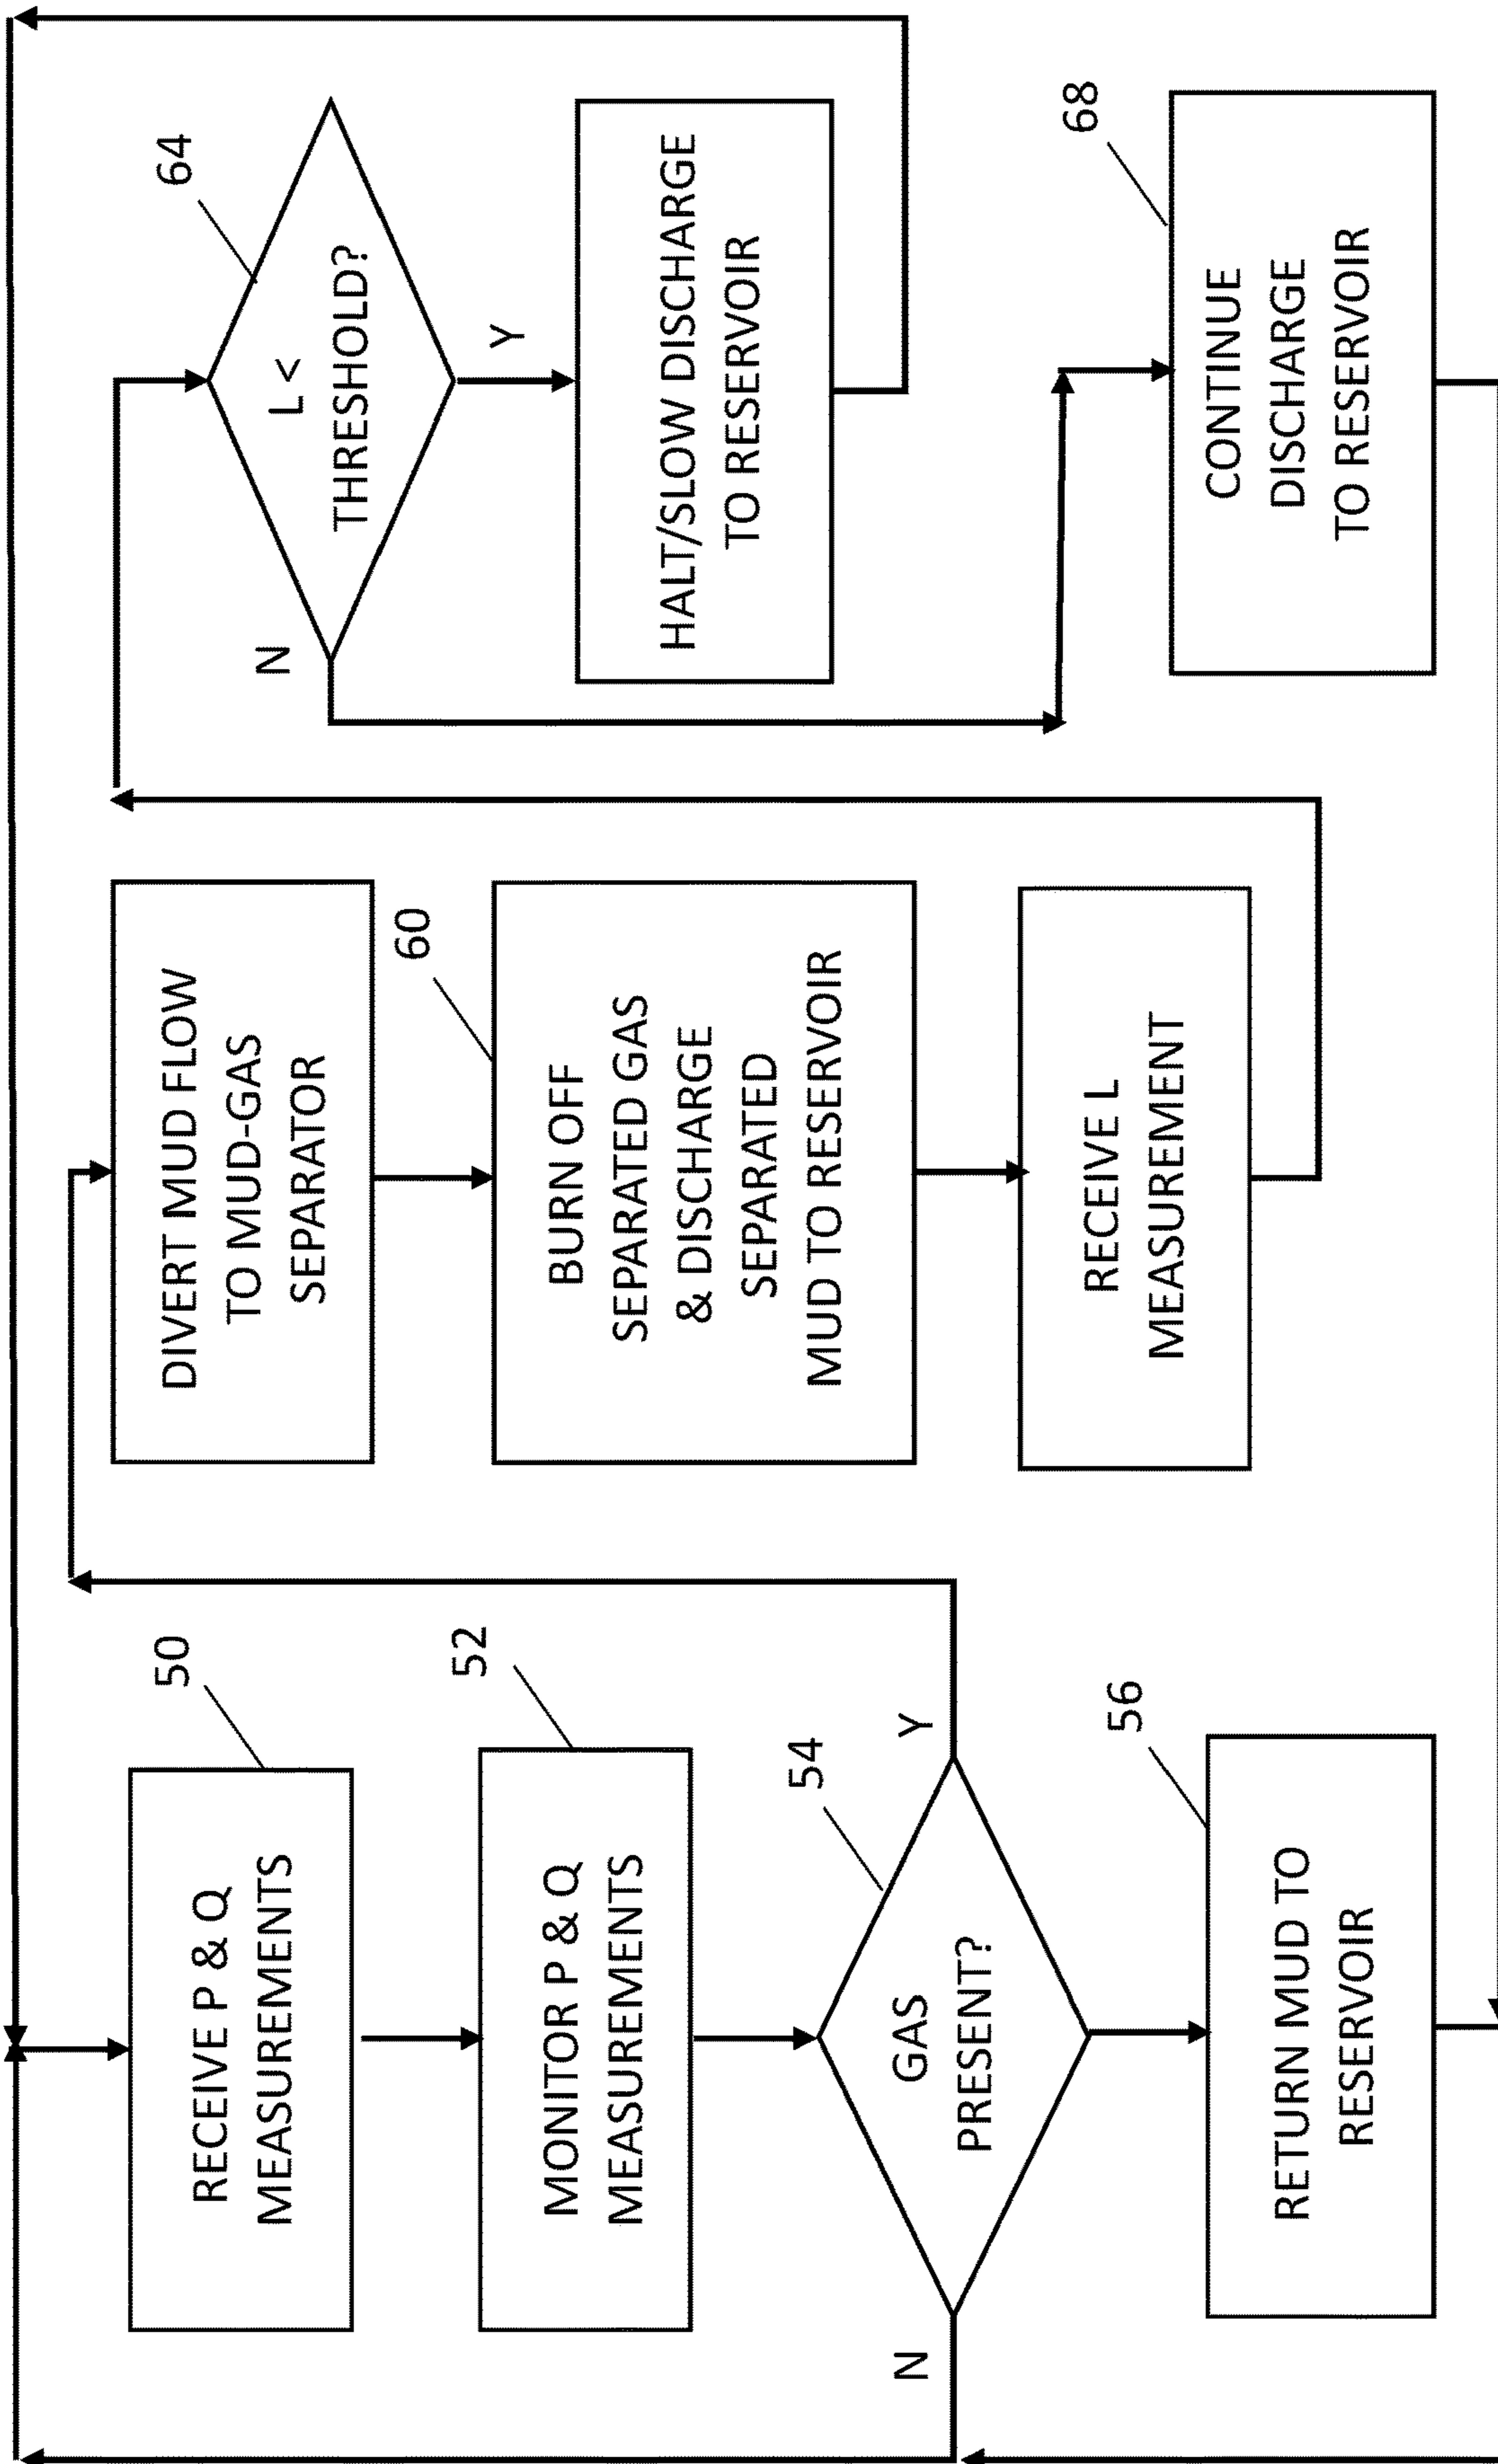 50
RECEIVE P & Q
MEASUREMENTS
52
MONITOR P & Q
MEASUREMENTS
54
GAS
PRESENT?
N
Y
56
RETURN MUD TO
RESERVOIR
DIVERT MUD FLOW
TO MUD-GAS
SEPARATOR
60
BURN OFF
SEPARATED GAS
& DISCHARGE
SEPARATED
MUD TO RESERVOIR
RECEIVE L
MEASUREMENT
64
L <
THRESHOLD?
N
Y
HALT/SLOW DISCHARGE
TO RESERVOIR
68
CONTINUE
DISCHARGE
TO RESERVOIR